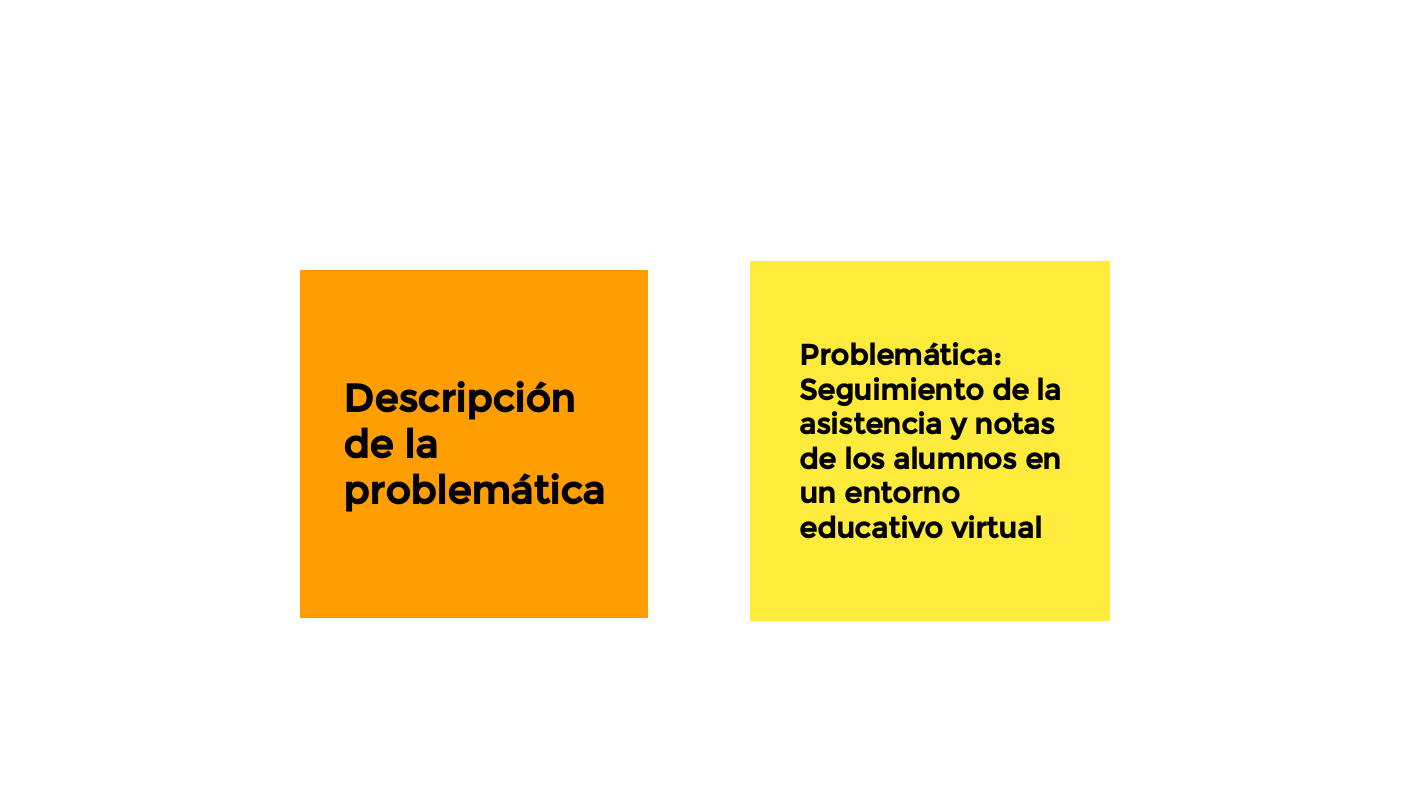 Descripción
de la
problemática
Problemática:
Seguimiento de la
asistencia y notas
de los alumnos en
un entorno
educativo virtual